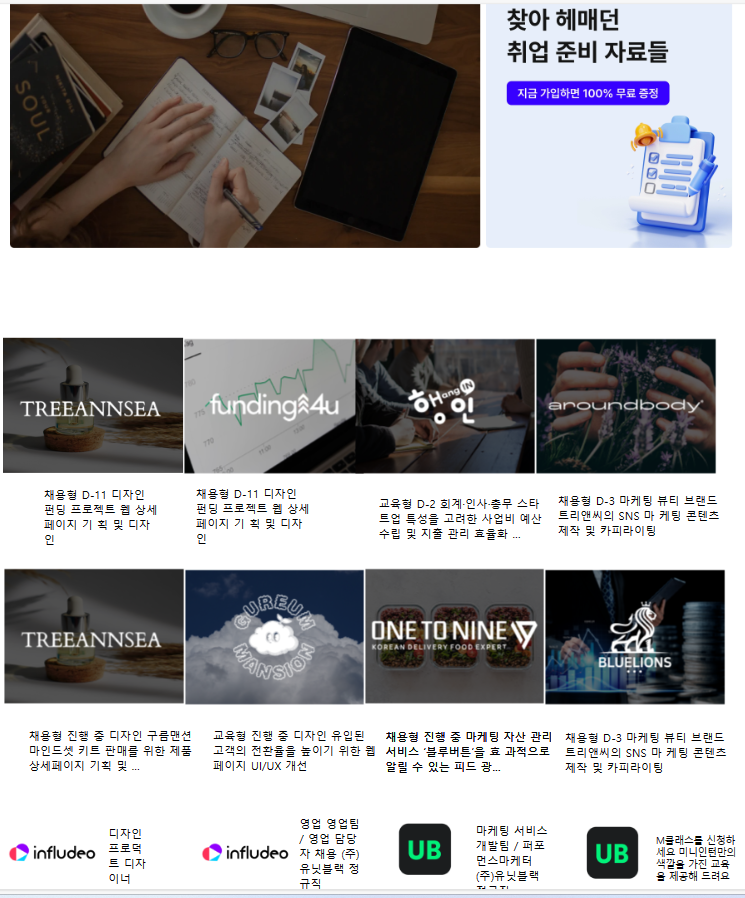 SOUL
찾아 헤매던
취업 준비 자료들
지금 가입하면 100% 무료 증정
TREEANNSEA
funding4u
행ang인IN
aroundbody
채용형 D-11 디자인
펀딩 프로젝트 웹 상세
페이지 기 획 및 디자
인
채용형 D-11 디자인
펀딩 프로젝트 웹 상세
페이지 기 획 및 디자
인
교육형 D-2 회계·인사·총무 스타
트업 특성을 고려한 사업비 예산
수립 및 지출 관리 효율화 ...
채용형 D-3 마케팅 뷰티 브랜드
트리앤씨의 SNS 마 케팅 콘텐츠
제작 및 카피라이팅
TREEANNSEA
GUREUM
MANSION
ONE TO NINE
KOREAN DELIVERY FOOD EXPERT
BLUELIONS
채용형 진행 중 디자인 구름맨션
마인드셋 키트 판매를 위한 제품
상세페이지 기획 및 ...
교육형 진행 중 디자인 유입된
고객의 전환율을 높이기 위한 웹
페이지 UI/UX 개선
채용형 진행 중 마케팅 자산 관리
서비스 '블루버트'을 효 과적으로
알릴 수 있는 피드 광...
채용형 D-3 마케팅 뷰티 브랜드
트리앤씨의 SNS 마 케팅 콘텐츠
제작 및 카피라이팅
infludeo
디자인
프로덕
트 디자
이너
infludeo
영업 영업팀
/ 영업 담당
자 채용 (주)
유닛블랙 정
규직
UB
마케팅 서비스
개발팀 / 퍼포
먼스마케터
(주)유닛블랙
정규직
UB
M클래스를 신청하
세요 미니인턴만의
색깔을 가진 교육
을 제공해 드려요